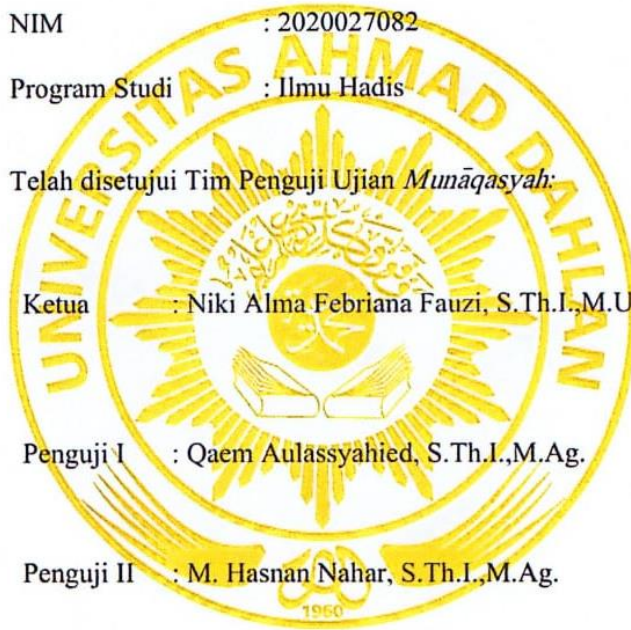 NIM : 2020027082
Program Studi : Ilmu Hadis
Telah disetujui Tim Penguji Ujian Munāqasyah:
Ketua : Niki Alma Febriana Fauzi, S.Th.I.,M.U
Penguji I : Qaem Aulassyahied, S.Th.I.,M.Ag.
Penguji II : M. Hasnan Nahar, S.Th.I.,M.Ag.
UNIVERSITAS AHMAD DAHLAN
1960